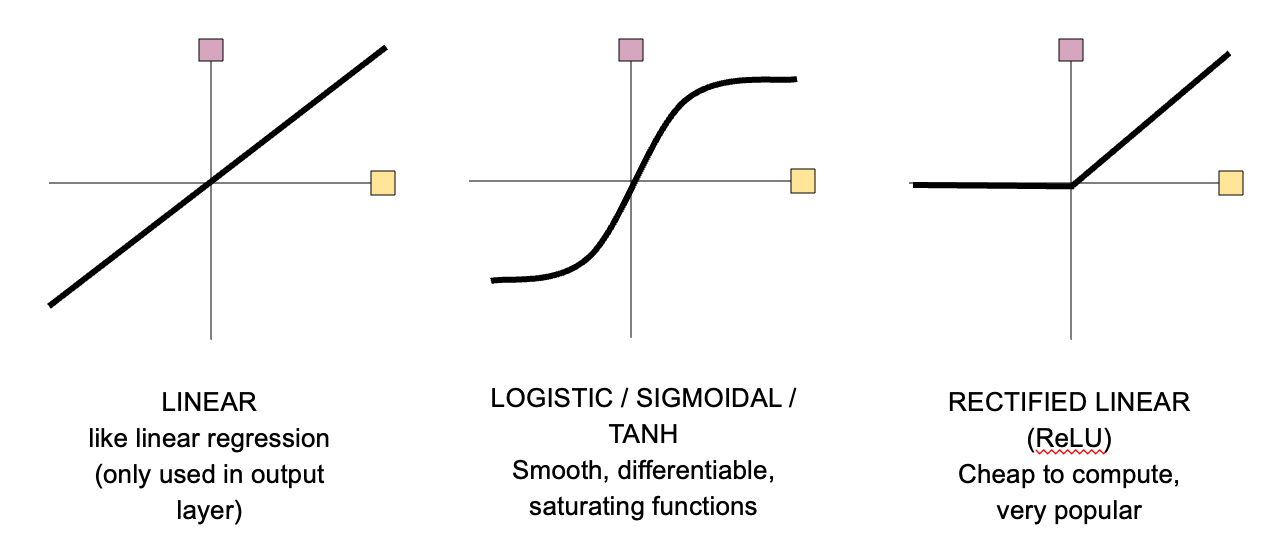 LINEAR
like linear regression
(only used in output
layer)
LOGISTIC / SIGMOIDAL /
TANH
Smooth, differentiable,
saturating functions
RECTIFIED LINEAR
(ReLU)
Cheap to compute,
very popular